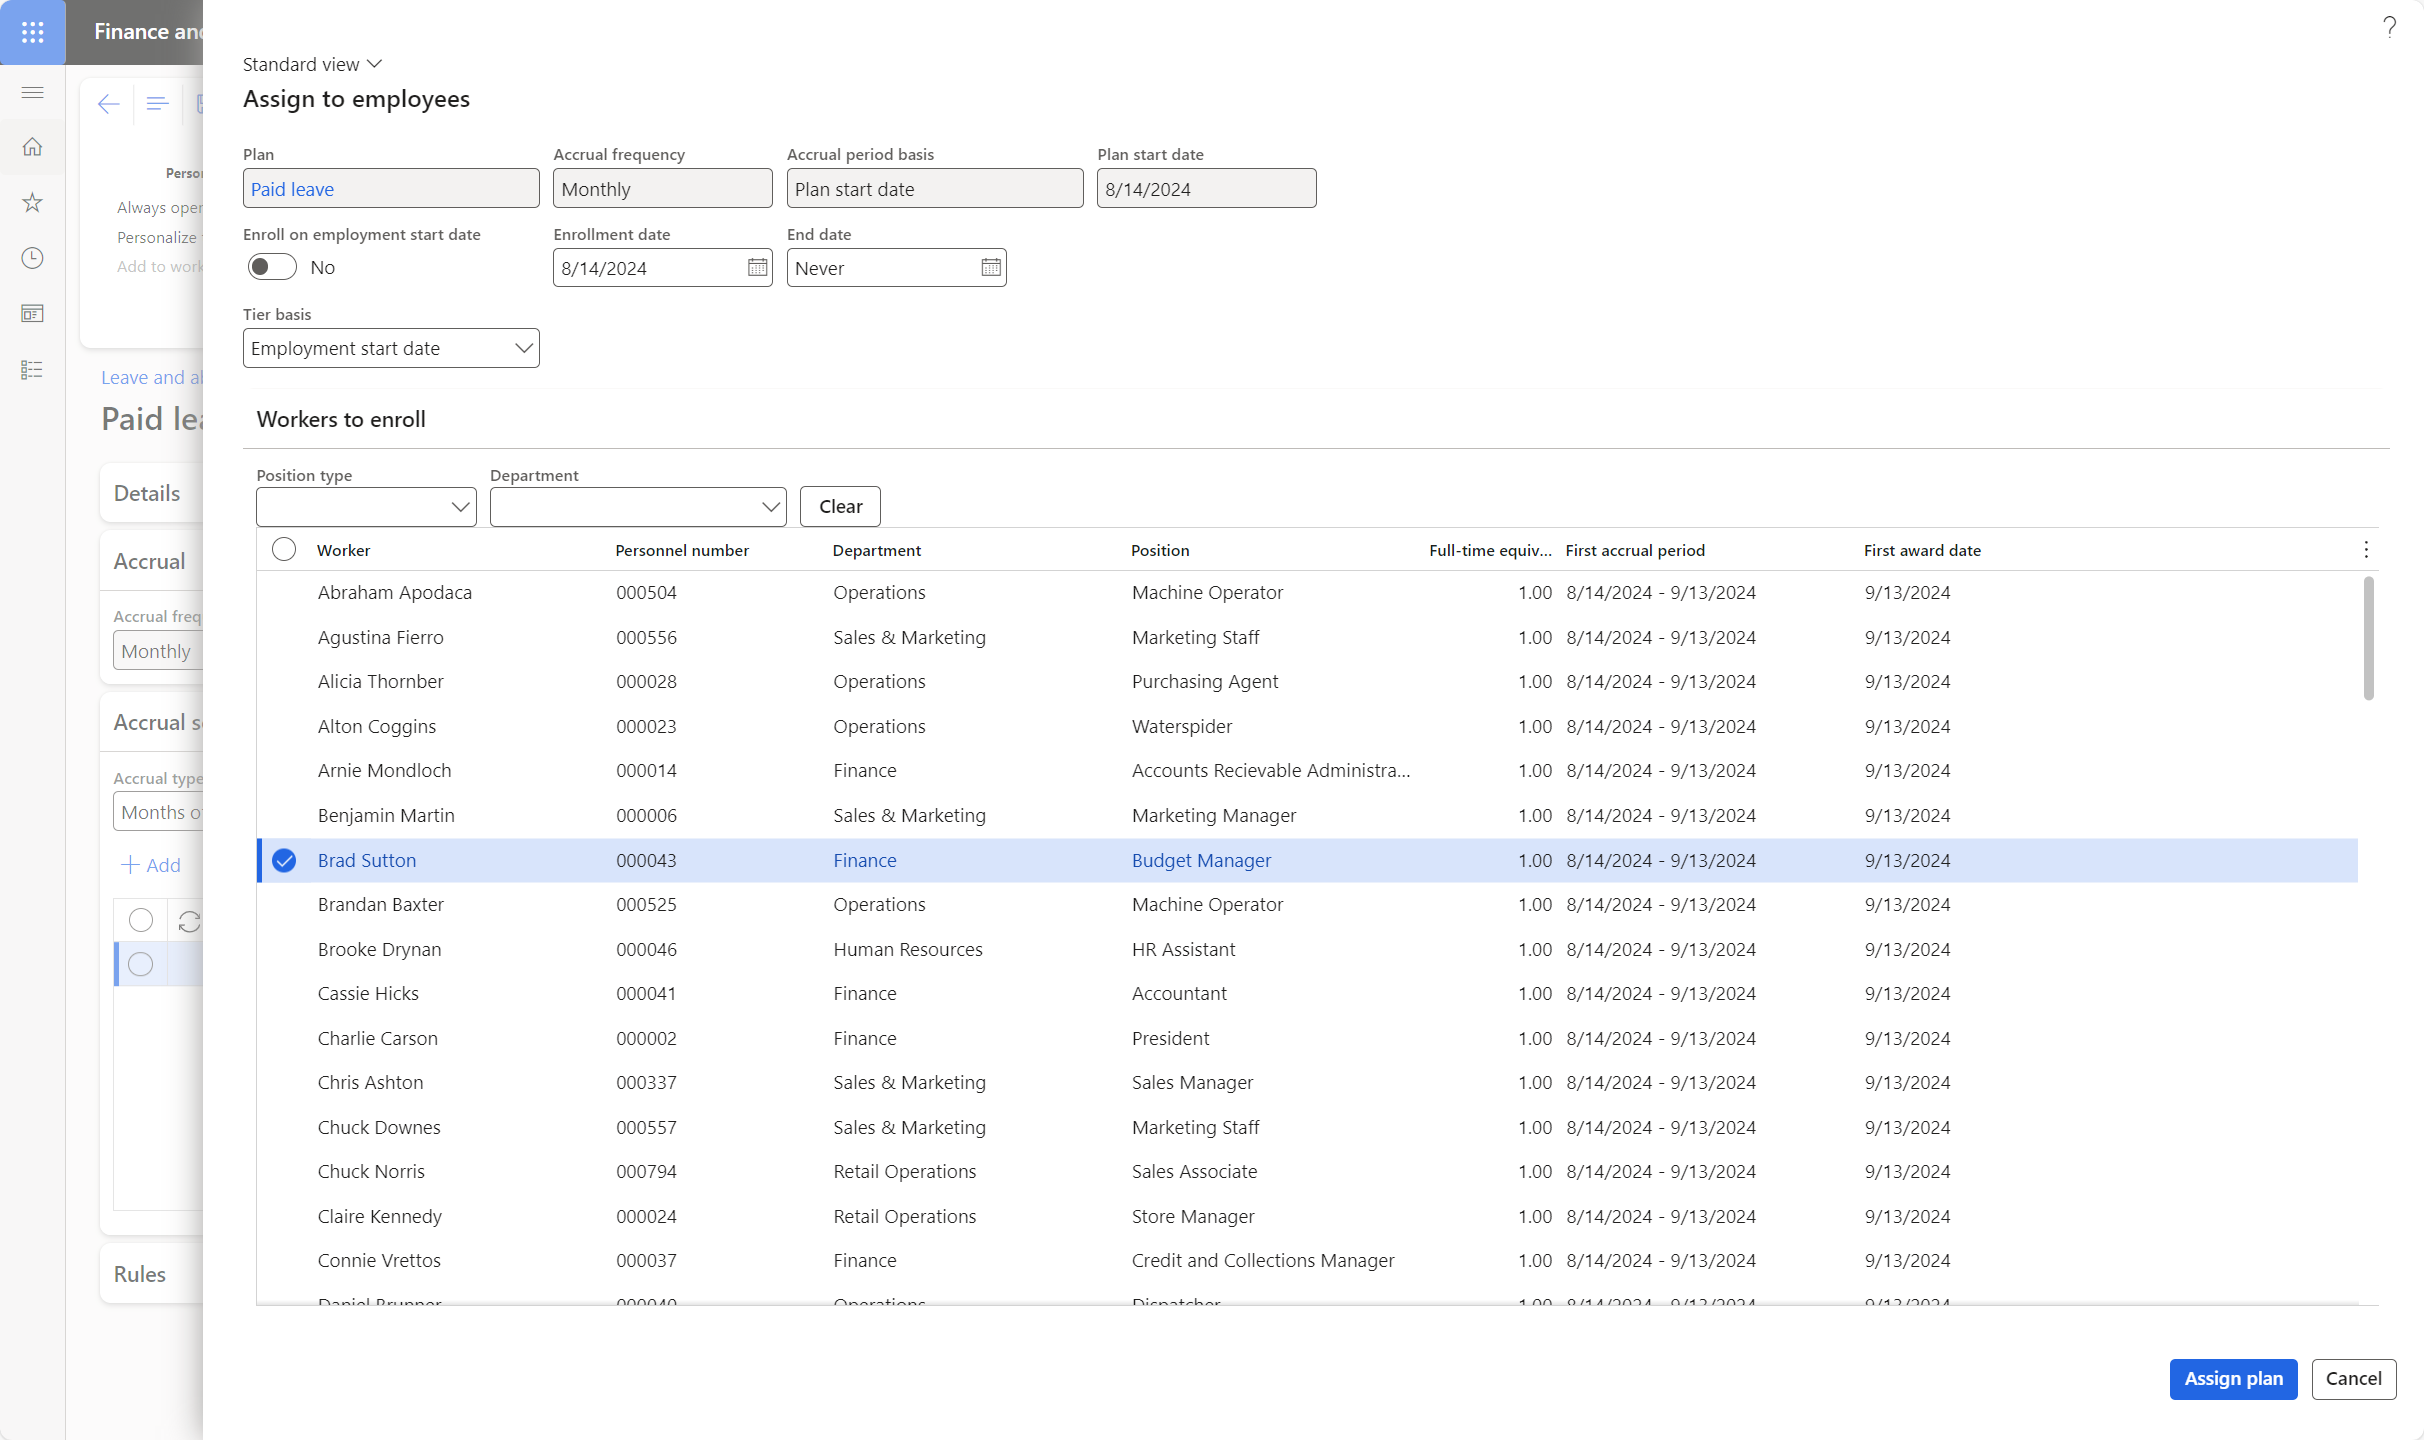 Finance and
?
Standard view
Assign to employees
Plan
Accrual frequency
Accrual period basis
Plan start date
Paid leave
Monthly
Plan start date
8/14/2024
Enroll on employment start date
Enrollment date
End date
No
8/14/2024
Never
Tier basis
Employment start date
Workers to enroll
Position type
Department
Clear
Worker Personnel number Department Position Full-time equiv... First accrual period First award date
Abraham Apodaca 000504 Operations Machine Operator 1.00 8/14/2024 - 9/13/2024 9/13/2024
Agustina Fierro 000556 Sales & Marketing Marketing Staff 1.00 8/14/2024 - 9/13/2024 9/13/2024
Alicia Thornber 000028 Operations Purchasing Agent 1.00 8/14/2024 - 9/13/2024 9/13/2024
Alton Coggins 000023 Operations Waterspider 1.00 8/14/2024 - 9/13/2024 9/13/2024
Arnie Mondloch 000014 Finance Accounts Recievable Administra... 1.00 8/14/2024 - 9/13/2024 9/13/2024
Benjamin Martin 000006 Sales & Marketing Marketing Manager 1.00 8/14/2024 - 9/13/2024 9/13/2024
Brad Sutton 000043 Finance Budget Manager 1.00 8/14/2024 - 9/13/2024 9/13/2024
Brandan Baxter 000525 Operations Machine Operator 1.00 8/14/2024 - 9/13/2024 9/13/2024
Brooke Drynan 000046 Human Resources HR Assistant 1.00 8/14/2024 - 9/13/2024 9/13/2024
Cassie Hicks 000041 Finance Accountant 1.00 8/14/2024 - 9/13/2024 9/13/2024
Charlie Carson 000002 Finance President 1.00 8/14/2024 - 9/13/2024 9/13/2024
Chris Ashton 000337 Sales & Marketing Sales Manager 1.00 8/14/2024 - 9/13/2024 9/13/2024
Chuck Downes 000557 Sales & Marketing Marketing Staff 1.00 8/14/2024 - 9/13/2024 9/13/2024
Chuck Norris 000794 Retail Operations Sales Associate 1.00 8/14/2024 - 9/13/2024 9/13/2024
Claire Kennedy 000024 Retail Operations Store Manager 1.00 8/14/2024 - 9/13/2024 9/13/2024
Connie Vrettos 000037 Finance Credit and Collections Manager 1.00 8/14/2024 - 9/13/2024 9/13/2024
Daniel Brunner 000040 Operations Dispatcher 1.00 8/14/2024 - 9/13/2024 9/13/2024
Assign plan
Cancel
Perso
Always ope
Personalize
Add to work
Leave and a
Paid lea
Details
Accrual
Accrual freq
Monthly
Accrual s
Accrual type
Months o
Add
Rules